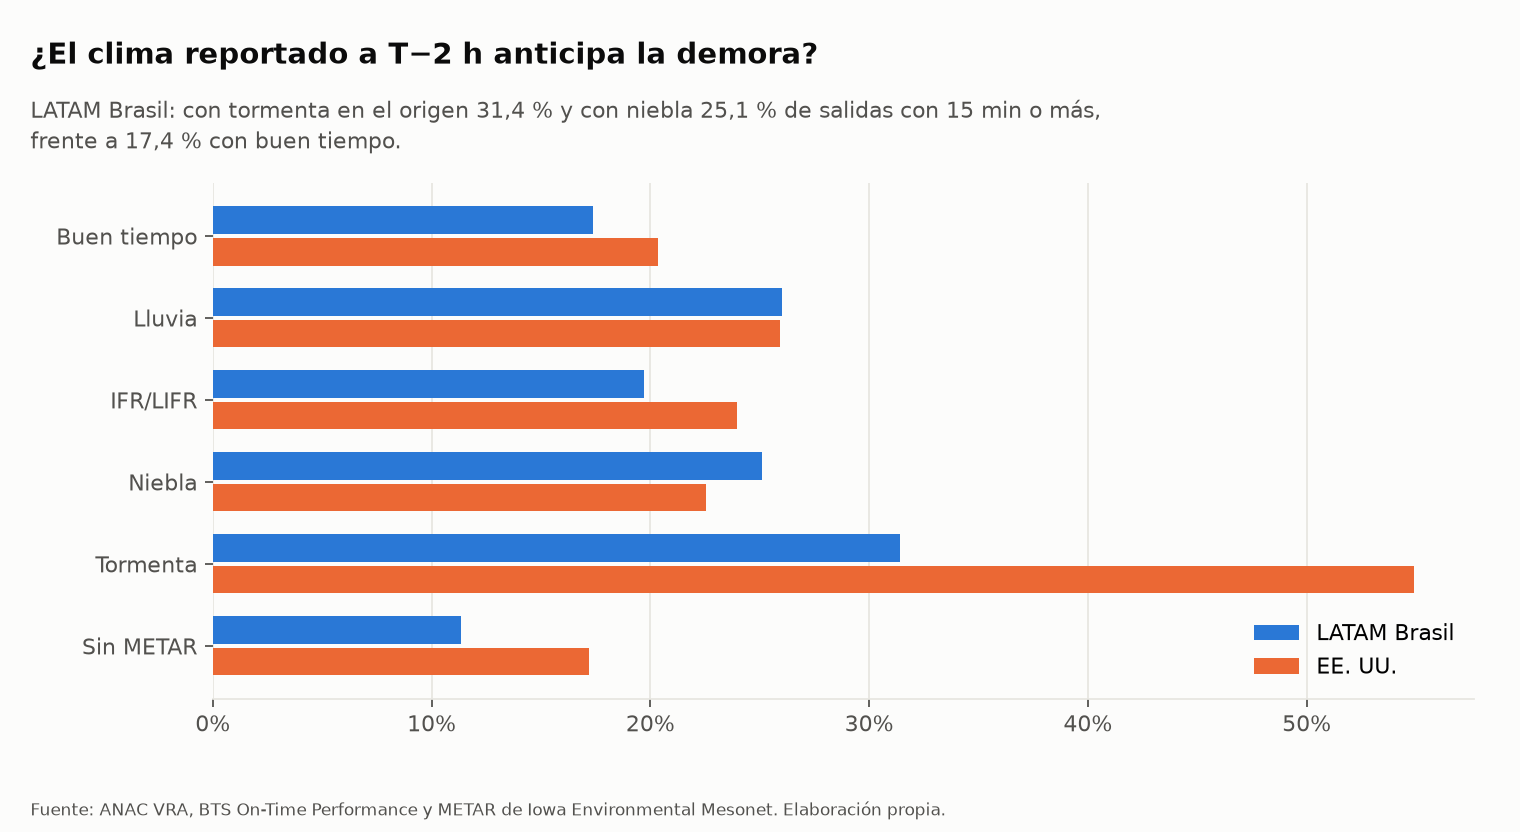 ¿El clima reportado a T−2 h anticipa la demora?
LATAM Brasil: con tormenta en el origen 31,4 % y con niebla 25,1 % de salidas con 15 min o más,
frente a 17,4 % con buen tiempo.
Buen tiempo
Lluvia
IFR/LIFR
Niebla
Tormenta
Sin METAR
LATAM Brasil
EE. UU.
0% 10% 20% 30% 40% 50%
Fuente: ANAC VRA, BTS On-Time Performance y METAR de Iowa Environmental Mesonet. Elaboración propia.